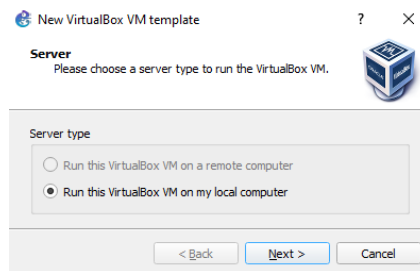 New VirtualBox VM template ? X
Server
Please choose a server type to run the VirtualBox VM.
Server type
Run this VirtualBox VM on a remote computer
Run this VirtualBox VM on my local computer
< Back Next > Cancel